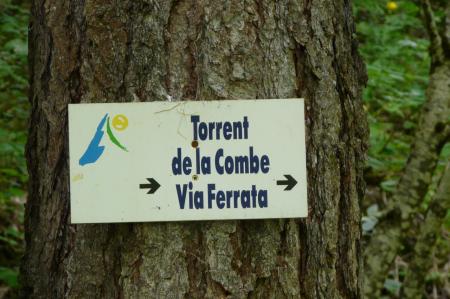 Torrent
de la Combe
Via Ferrata